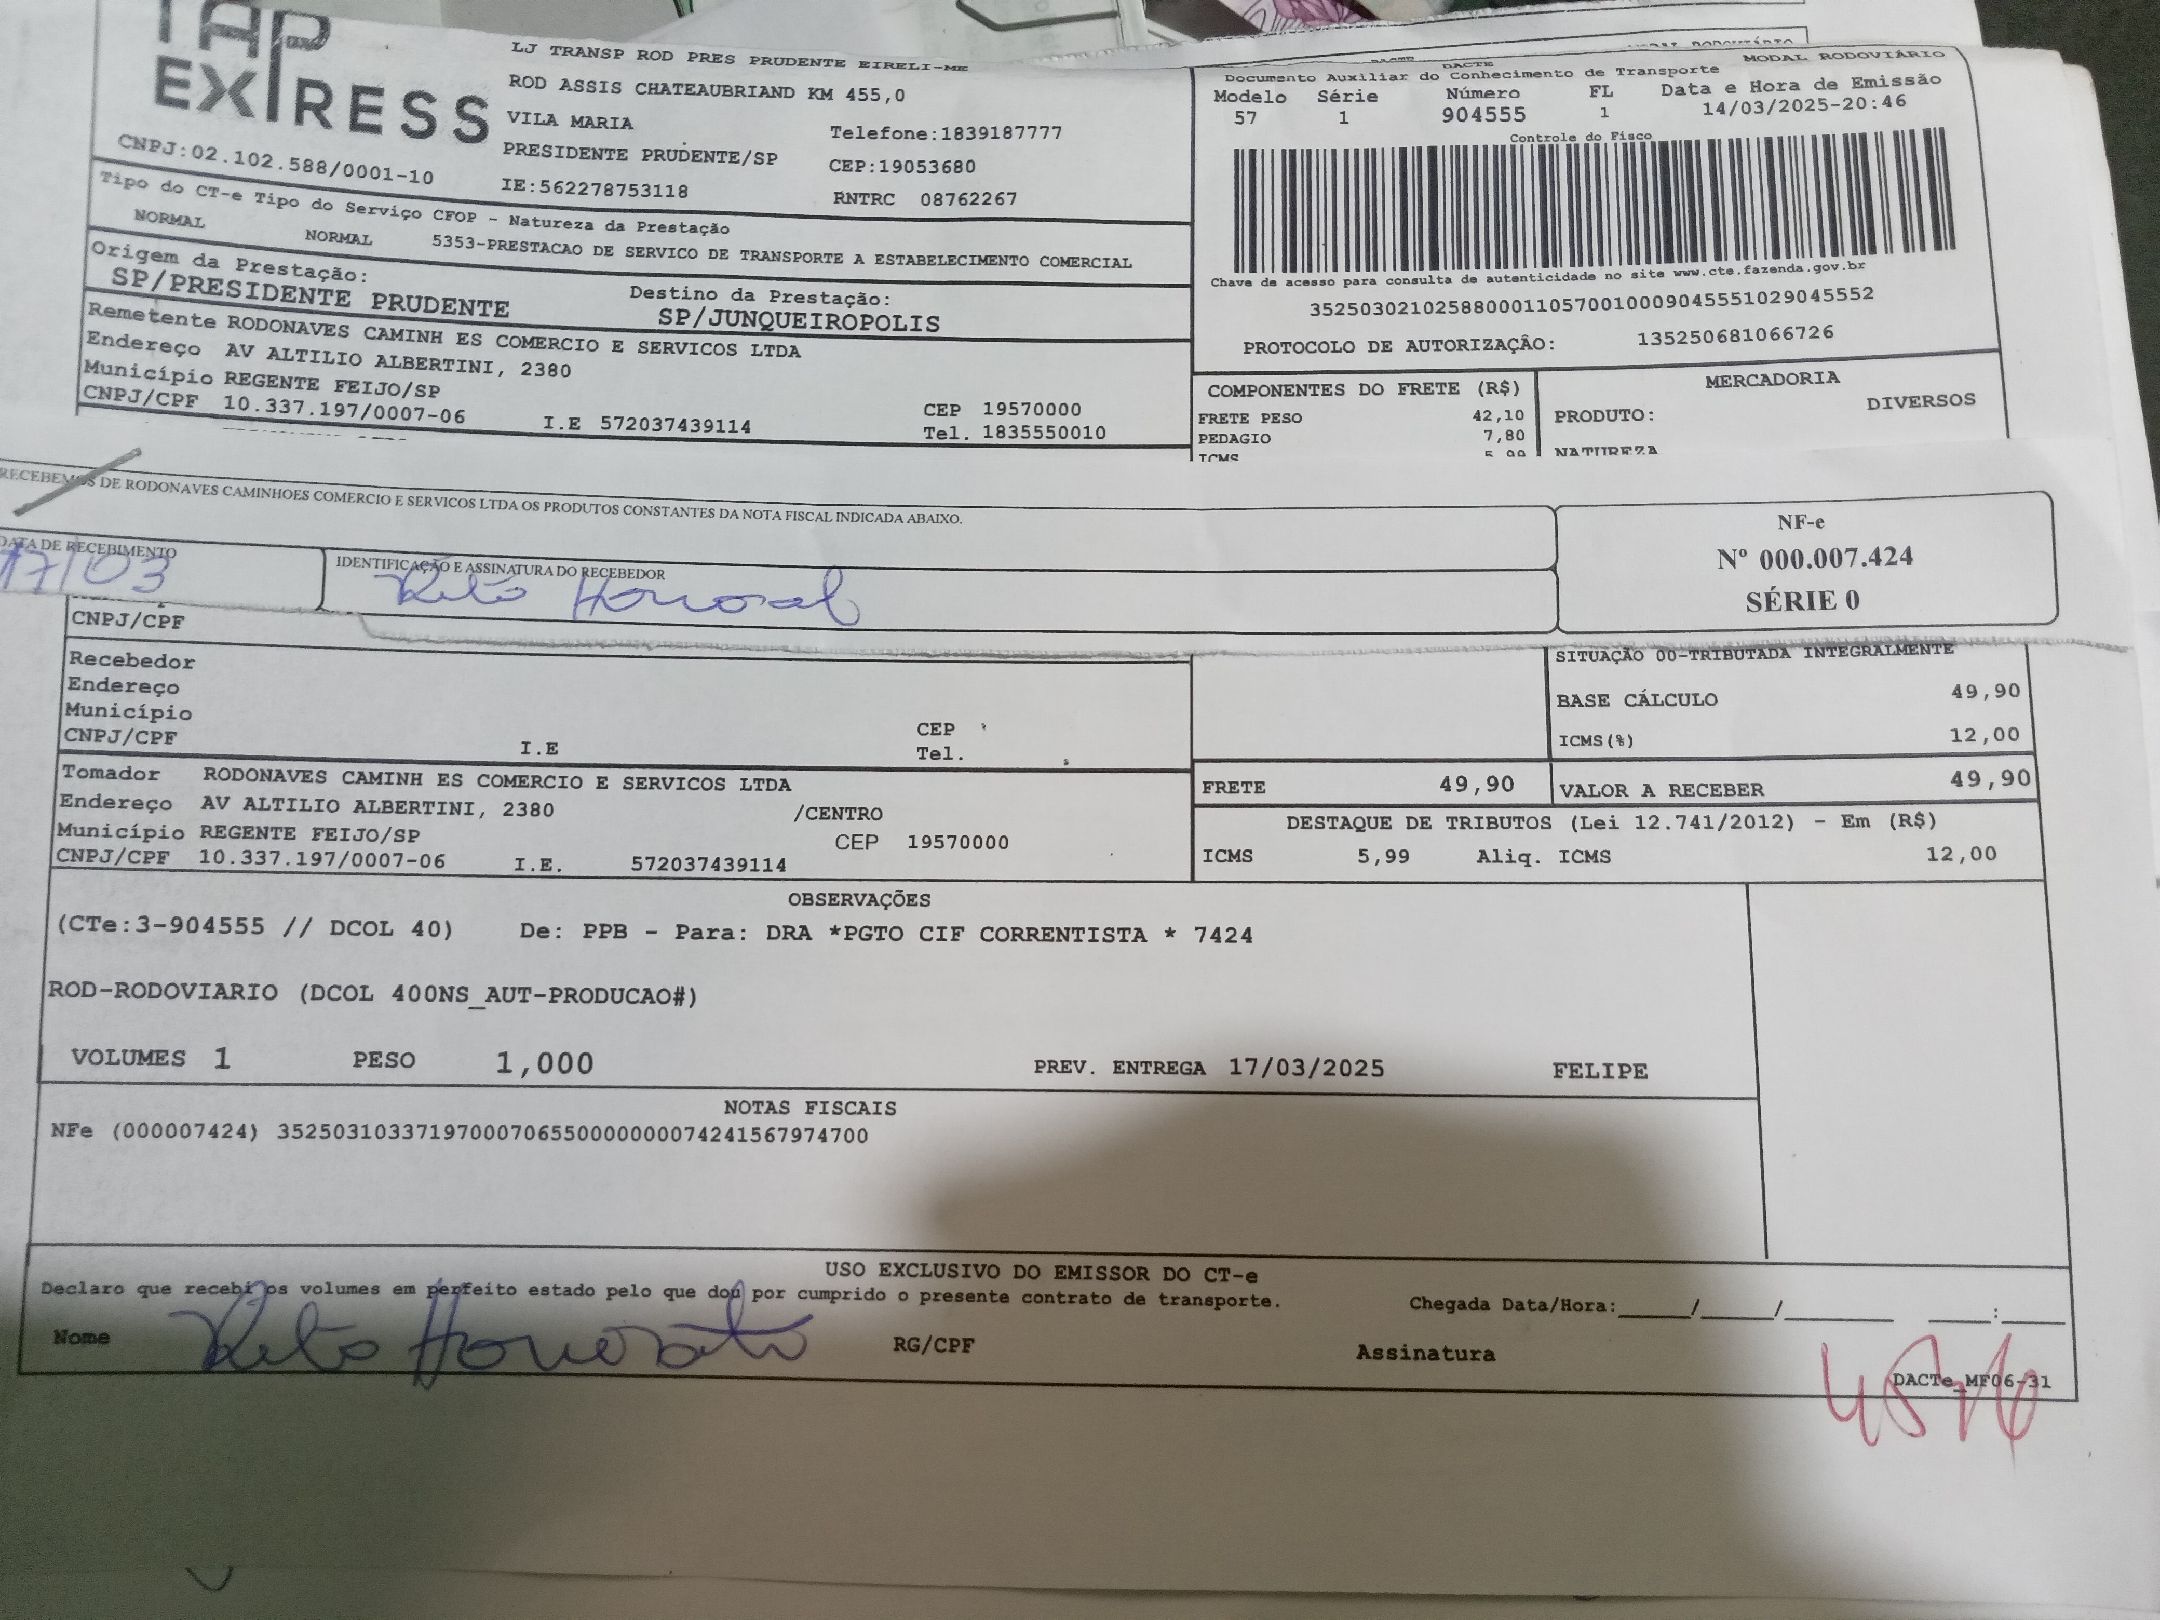 TAP
EXPRESS
CNPJ:02.102.588/0001-10
LJ TRANSP ROD PRES PRUDENTE EIRELI-ME
ROD ASSIS CHATEAUBRIAND KM 455,0
VILA MARIA
Telefone:1839187777
PRESIDENTE PRUDENTE/SP
CEP:19053680
IE:562278753118
RNTRC 08762267
DACTE
MODAL RODOVIÁRIO
Documento Auxiliar do Conhecimento de Transporte
Modelo Série Número FL Data e Hora de Emissão
57 1 904555 1 14/03/2025-20:46
Controle do Fisco
Chave de acesso para consulta de autenticidade no site www.cte.fazenda.gov.br
35250302102588000110570010009045551029045552
PROTOCOLO DE AUTORIZAÇÃO: 135250681066726
Tipo do CT-e Tipo do Serviço CFOP - Natureza da Prestação
NORMAL NORMAL 5353-PRESTACAO DE SERVICO DE TRANSPORTE A ESTABELECIMENTO COMERCIAL
Origem da Prestação: Destino da Prestação:
SP/PRESIDENTE PRUDENTE SP/JUNQUEIROPOLIS
Remetente RODONAVES CAMINH ES COMERCIO E SERVICOS LTDA
Endereço AV ALTILIO ALBERTINI, 2380
Município REGENTE FEIJO/SP CEP 19570000
CNPJ/CPF 10.337.197/0007-06 I.E 572037439114 Tel. 1835550010
COMPONENTES DO FRETE (R$) MERCADORIA
FRETE PESO 42,10 PRODUTO: DIVERSOS
PEDAGIO 7,80
ICMS 5,99 NATUREZA
RECEBEMOS DE RODONAVES CAMINHOES COMERCIO E SERVICOS LTDA OS PRODUTOS CONSTANTES DA NOTA FISCAL INDICADA ABAIXO.
DATA DE RECEBIMENTO IDENTIFICAÇÃO E ASSINATURA DO RECEBEDOR
17/03
NF-e
Nº 000.007.424
SÉRIE 0
CNPJ/CPF
Recebedor
Endereço
Município CEP
CNPJ/CPF I.E Tel.
SITUAÇÃO 00-TRIBUTADA INTEGRALMENTE
BASE CÁLCULO 49,90
ICMS(%) 12,00
Tomador RODONAVES CAMINH ES COMERCIO E SERVICOS LTDA
Endereço AV ALTILIO ALBERTINI, 2380 /CENTRO
Município REGENTE FEIJO/SP CEP 19570000
CNPJ/CPF 10.337.197/0007-06 I.E. 572037439114
FRETE 49,90 VALOR A RECEBER 49,90
DESTAQUE DE TRIBUTOS (Lei 12.741/2012) - Em (R$)
ICMS 5,99 Aliq. ICMS 12,00
OBSERVAÇÕES
(CTe:3-904555 // DCOL 40) De: PPB - Para: DRA *PGTO CIF CORRENTISTA * 7424
ROD-RODOVIARIO (DCOL 400NS_AUT-PRODUCAO#)
VOLUMES 1 PESO 1,000 PREV. ENTREGA 17/03/2025 FELIPE
NOTAS FISCAIS
NFe (000007424) 35250310337197000706550000000074241567974700
USO EXCLUSIVO DO EMISSOR DO CT-e
Declaro que recebi os volumes em perfeito estado pelo que dou por cumprido o presente contrato de transporte. Chegada Data/Hora:_____/_____/_______ ____:____
Nome RG/CPF Assinatura
DACTe_MF06-31